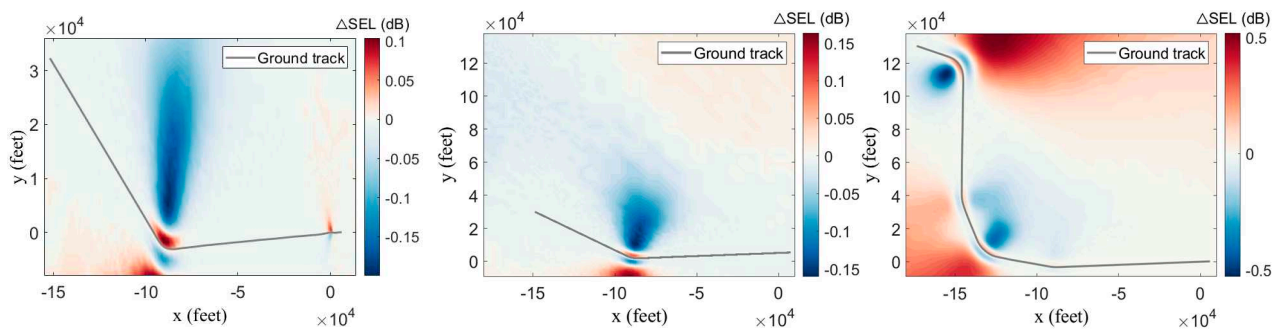 ×10⁴ △SEL (dB)
Ground track
3
2
1
0
0.1
0.05
0
-0.05
-0.1
-0.15
y (feet)
-15 -10 -5 0
x (feet) ×10⁴
×10⁴ △SEL (dB)
Ground track
12
10
8
6
4
2
0
0.15
0.1
0.05
0
-0.05
-0.1
-0.15
y (feet)
-15 -10 -5 0
x (feet) ×10⁴
×10⁴ △SEL (dB)
Ground track
12
10
8
6
4
2
0
0.5
0
-0.5
y (feet)
-15 -10 -5 0
x (feet) ×10⁴